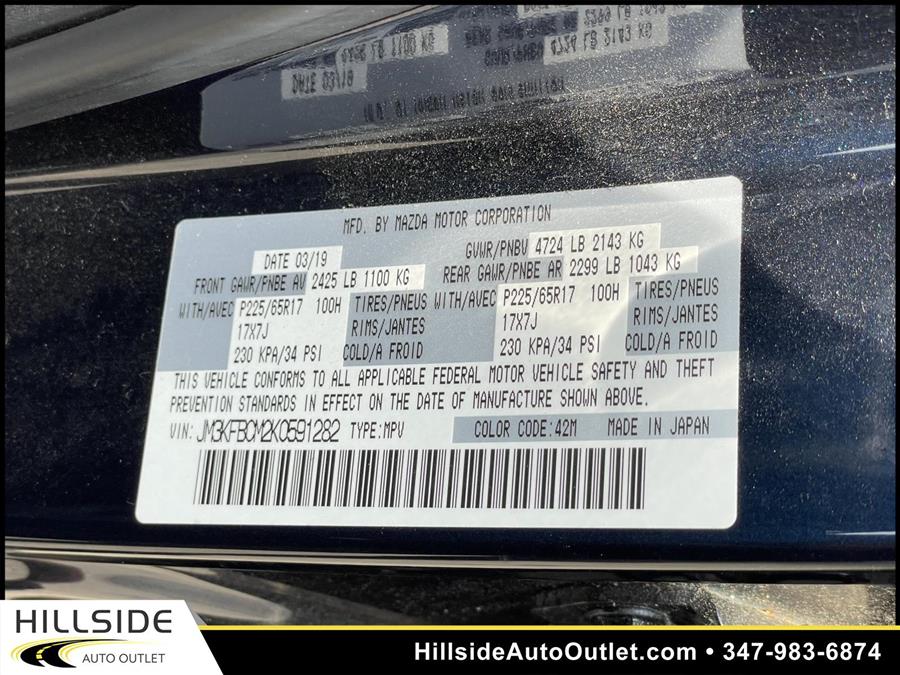 MFD. BY MAZDA MOTOR CORPORATION
DATE 03/19 GVWR/PNBV 4724 LB 2143 KG
FRONT GAWR/PNBE AV 2425 LB 1100 KG REAR GAWR/PNBE AR 2299 LB 1043 KG
WITH/AVEC P225/65R17 100H TIRES/PNEUS WITH/AVEC P225/65R17 100H TIRES/PNEUS
17X7J RIMS/JANTES 17X7J RIMS/JANTES
230 KPA/34 PSI COLD/A FROID 230 KPA/34 PSI COLD/A FROID
THIS VEHICLE CONFORMS TO ALL APPLICABLE FEDERAL MOTOR VEHICLE SAFETY AND THEFT
PREVENTION STANDARDS IN EFFECT ON THE DATE OF MANUFACTURE SHOWN ABOVE.
VIN: JM3KFBCM2K0591282 TYPE:MPV COLOR CODE:42M MADE IN JAPAN
HILLSIDE
AUTO OUTLET
HillsideAutoOutlet.com • 347-983-6874